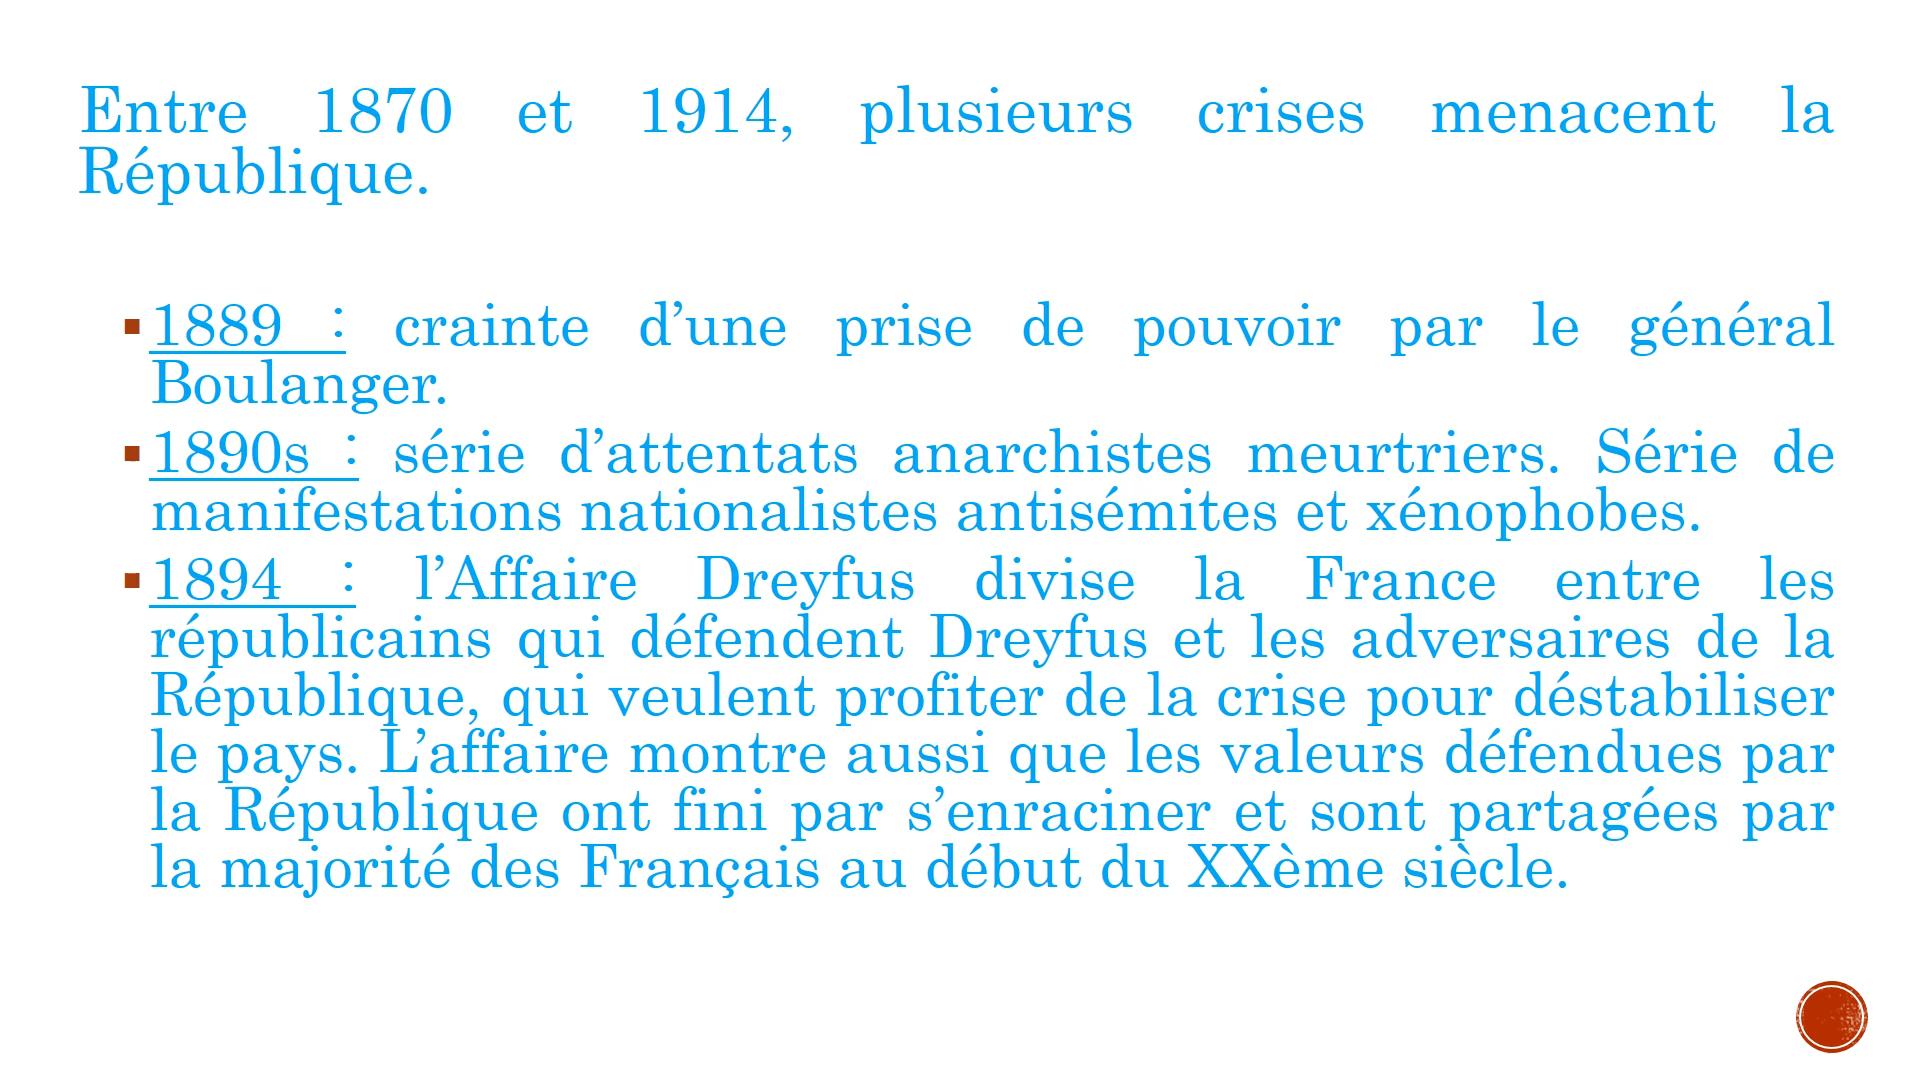 Entre 1870 et 1914, plusieurs crises menacent la
République.
▪1889 : crainte d’une prise de pouvoir par le général
Boulanger.
▪1890s : série d’attentats anarchistes meurtriers. Série de
manifestations nationalistes antisémites et xénophobes.
▪1894 : l’Affaire Dreyfus divise la France entre les
républicains qui défendent Dreyfus et les adversaires de la
République, qui veulent profiter de la crise pour déstabiliser
le pays. L’affaire montre aussi que les valeurs défendues par
la République ont fini par s’enraciner et sont partagées par
la majorité des Français au début du XXème siècle.